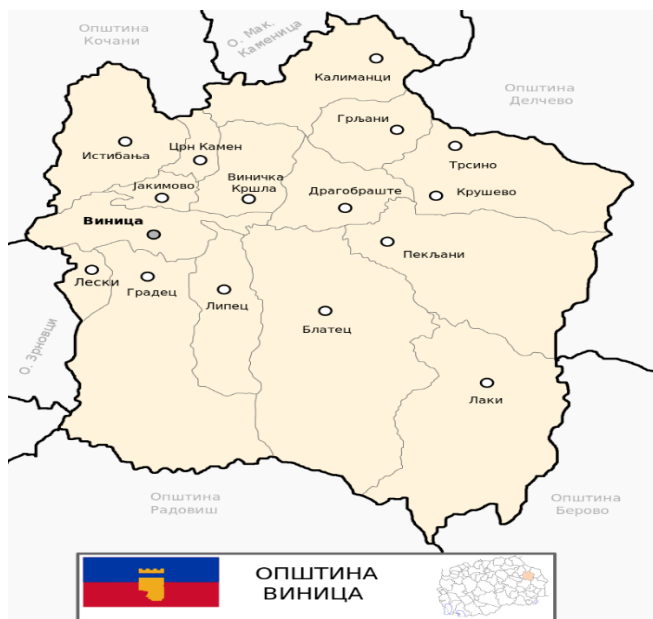 Општина
Кочани
О. Мак.
Каменица
Општина
Делчево
Калиманци
Грљани
Истибања
Црн Камен
Трсино
Јакимово
Виничка
Кршла
Драгобраште
Крушево
Виница
Пекљани
Лески
Градец
Липец
Блатец
О. Зрновци
Лаки
Општина
Радовиш
Општина
Берово
ОПШТИНА
ВИНИЦА